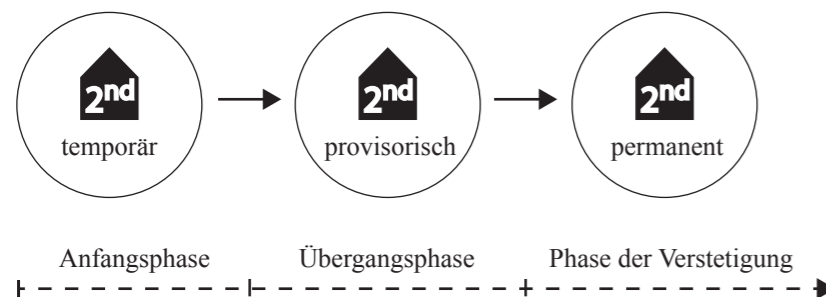 2nd 2nd 2nd
temporär provisorisch permanent
Anfangsphase Übergangsphase Phase der Verstetigung